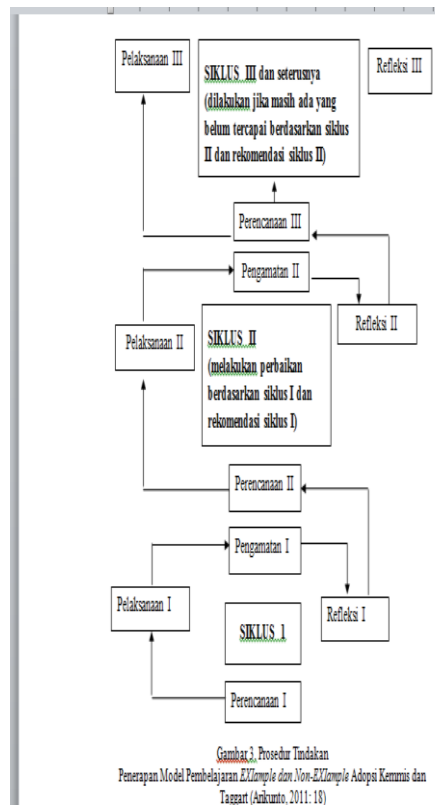 Pelaksanaan III
SIKLUS III dan seterusnya
(dilakukan jika masih ada yang
belum tercapai berdasarkan siklus
II dan rekomendasi siklus II)
Refleksi III
Perencanaan III
Pengamatan II
Refleksi II
Pelaksanaan II
SIKLUS II
(melakukan perbaikan
berdasarkan siklus I dan
rekomendasi siklus I)
Perencanaan II
Pengamatan I
Pelaksanaan I
Refleksi I
SIKLUS 1
Perencanaan I
Gambar 3. Prosedur Tindakan
Penerapan Model Pembelajaran EXIample dan Non-EXIample Adopsi Kemmis dan
Taggart (Arikunto, 2011: 18)